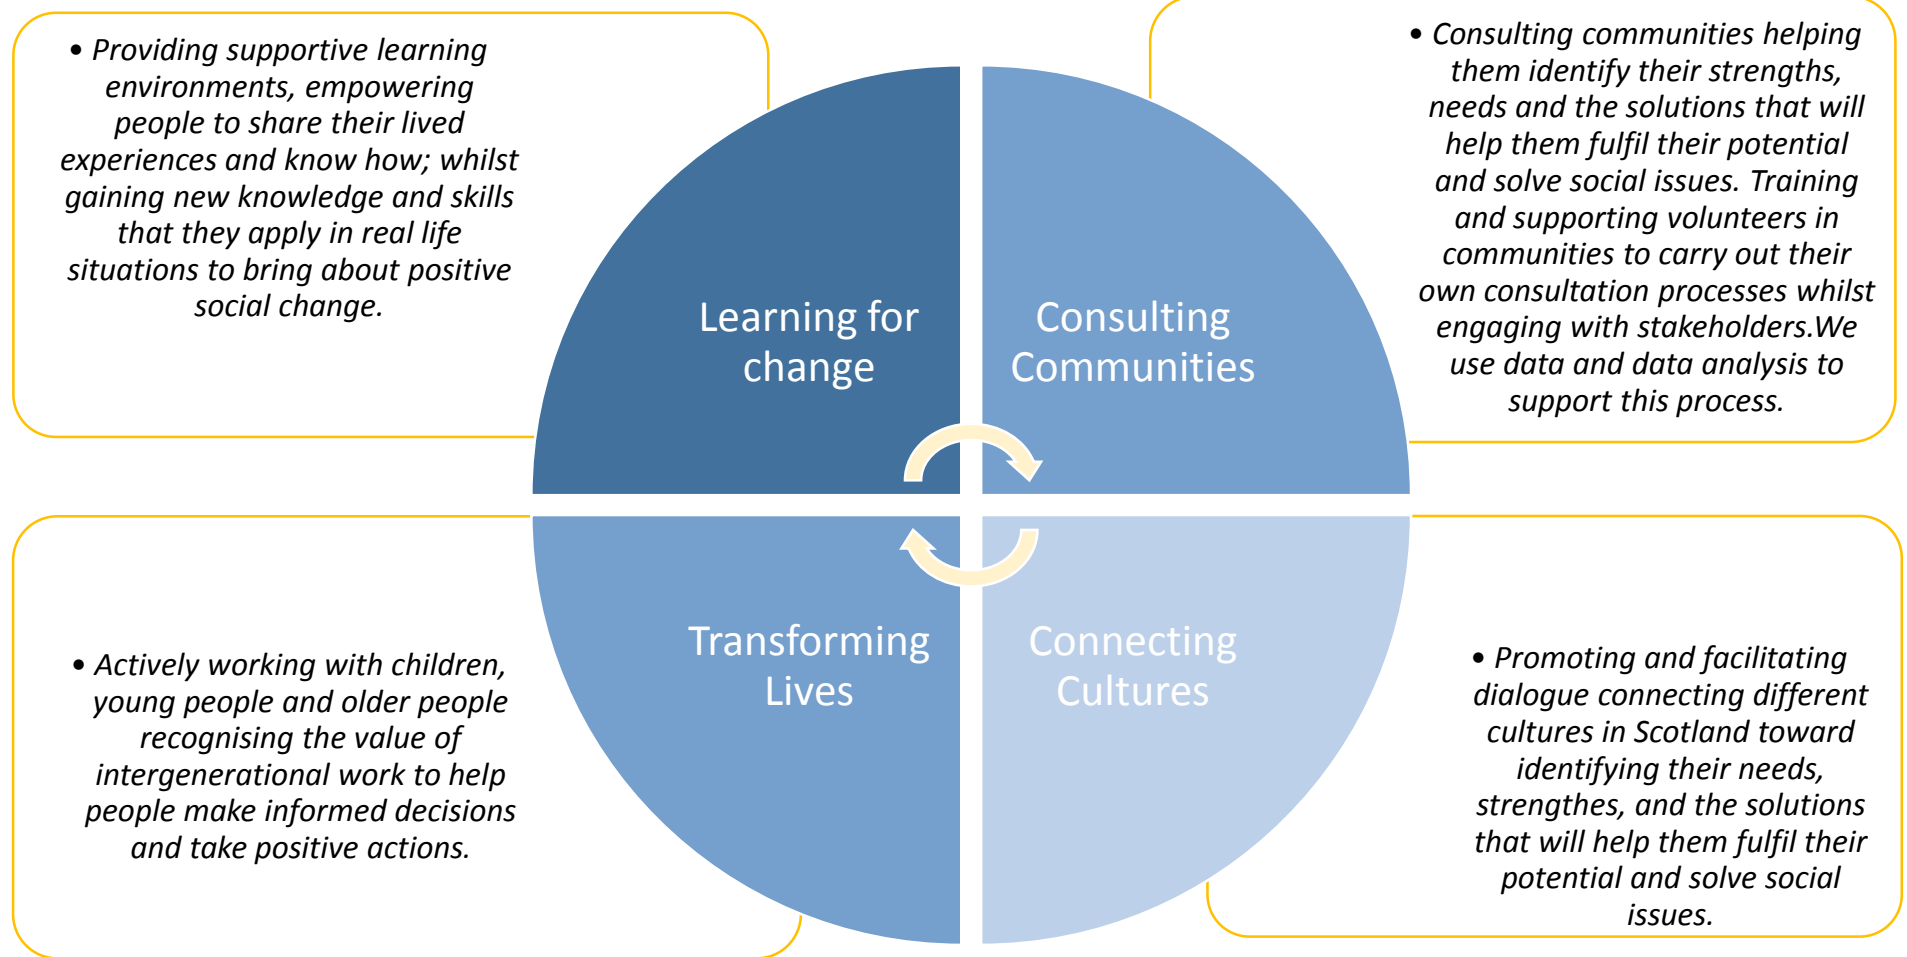 • Providing supportive learning
environments, empowering
people to share their lived
experiences and know how; whilst
gaining new knowledge and skills
that they apply in real life
situations to bring about positive
social change.
Learning for
change
• Consulting communities helping
them identify their strengths,
needs and the solutions that will
help them fulfil their potential
and solve social issues. Training
and supporting volunteers in
communities to carry out their
own consultation processes whilst
engaging with stakeholders.We
use data and data analysis to
support this process.
Consulting
Communities
• Actively working with children,
young people and older people
recognising the value of
intergenerational work to help
people make informed decisions
and take positive actions.
Transforming
Lives
Connecting
Cultures
• Promoting and facilitating
dialogue connecting different
cultures in Scotland toward
identifying their needs,
strengthes, and the solutions
that will help them fulfil their
potential and solve social
issues.